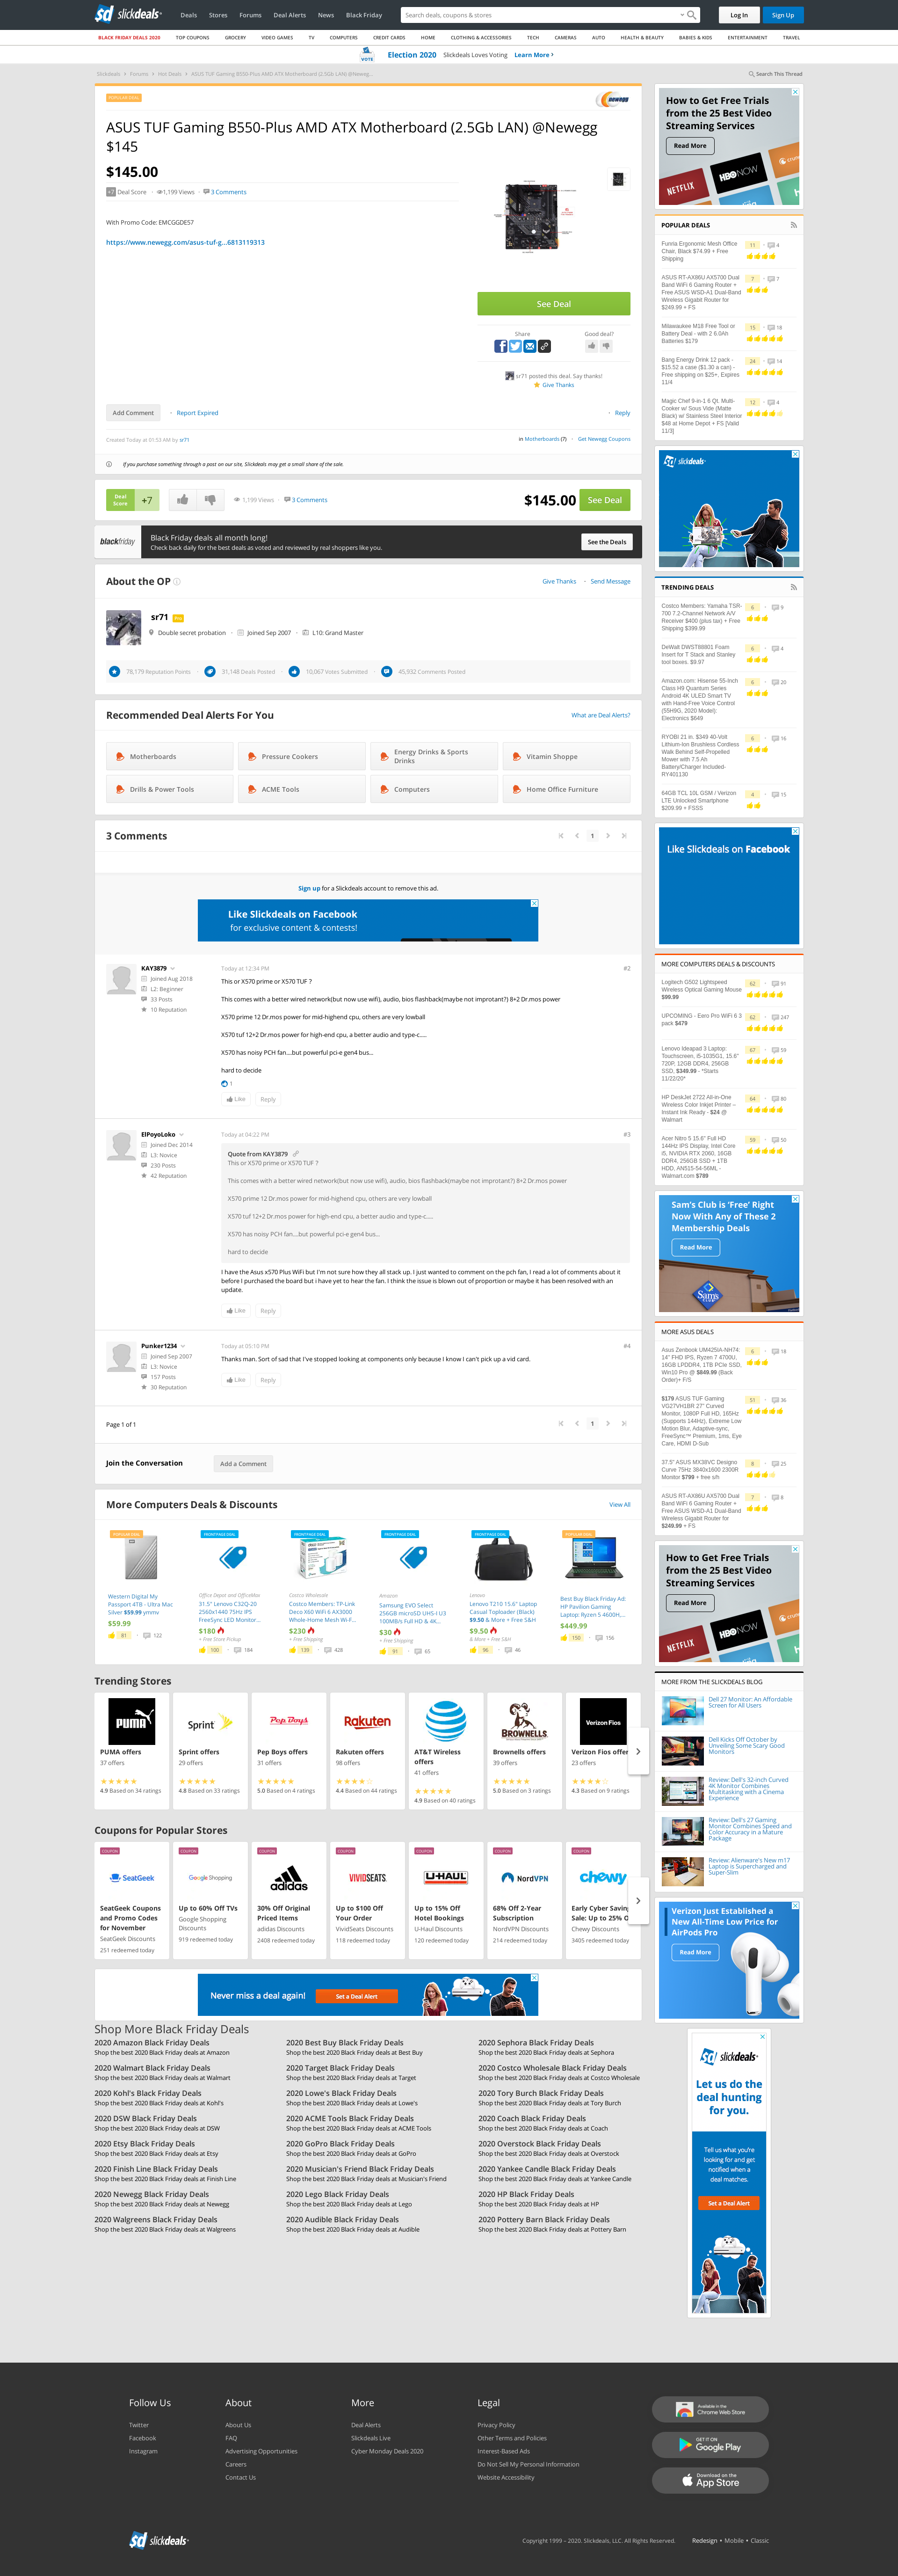 slickdeals
Deals
Stores
Forums
Deal Alerts
News
Black Friday
Search deals, coupons & stores
Log In
Sign Up
BLACK FRIDAY DEALS 2020
TOP COUPONS
GROCERY
VIDEO GAMES
TV
COMPUTERS
CREDIT CARDS
HOME
CLOTHING & ACCESSORIES
TECH
CAMERAS
AUTO
HEALTH & BEAUTY
BABIES & KIDS
ENTERTAINMENT
TRAVEL
VOTE
Election 2020
Slickdeals Loves Voting
Learn More
Slickdeals
Forums
Hot Deals
ASUS TUF Gaming B550-Plus AMD ATX Motherboard (2.5Gb LAN) @Neweg...
Search This Thread
POPULAR DEAL
newegg
ASUS TUF Gaming B550-Plus AMD ATX Motherboard (2.5Gb LAN) @Newegg
$145
$145.00
+7 Deal Score
1,199 Views
3 Comments
With Promo Code: EMCGGDE57
https://www.newegg.com/asus-tuf-g...6813119313
See Deal
Share
Good deal?
sr71 posted this deal. Say thanks!
Give Thanks
Add Comment
Report Expired
Reply
Created Today at 01:53 AM by sr71
in Motherboards (7)
Get Newegg Coupons
If you purchase something through a post on our site, Slickdeals may get a small share of the sale.
Deal
Score
+7
1,199 Views
3 Comments
$145.00
See Deal
blackfriday
Black Friday deals all month long!
Check back daily for the best deals as voted and reviewed by real shoppers like you.
See the Deals
About the OP
Give Thanks
Send Message
sr71
Pro
Double secret probation
Joined Sep 2007
L10: Grand Master
78,179 Reputation Points
31,148 Deals Posted
10,067 Votes Submitted
45,932 Comments Posted
Recommended Deal Alerts For You
What are Deal Alerts?
Motherboards
Pressure Cookers
Energy Drinks & Sports
Drinks
Vitamin Shoppe
Drills & Power Tools
ACME Tools
Computers
Home Office Furniture
3 Comments
1
Sign up for a Slickdeals account to remove this ad.
Like Slickdeals on Facebook
for exclusive content & contests!
KAY3879
Joined Aug 2018
L2: Beginner
33 Posts
10 Reputation
Today at 12:34 PM
#2
This or X570 prime or X570 TUF ?
This comes with a better wired network(but now use wifi), audio, bios flashback(maybe not improtant?) 8+2 Dr.mos power
X570 prime 12 Dr.mos power for mid-highend cpu, others are very lowball
X570 tuf 12+2 Dr.mos power for high-end cpu, a better audio and type-c.....
X570 has noisy PCH fan....but powerful pci-e gen4 bus...
hard to decide
1
Like
Reply
ElPoyoLoko
Joined Dec 2014
L3: Novice
230 Posts
42 Reputation
Today at 04:22 PM
#3
Quote from KAY3879
This or X570 prime or X570 TUF ?
This comes with a better wired network(but now use wifi), audio, bios flashback(maybe not improtant?) 8+2 Dr.mos power
X570 prime 12 Dr.mos power for mid-highend cpu, others are very lowball
X570 tuf 12+2 Dr.mos power for high-end cpu, a better audio and type-c.....
X570 has noisy PCH fan....but powerful pci-e gen4 bus...
hard to decide
I have the Asus x570 Plus WiFi but I'm not sure how they all stack up. I just wanted to comment on the pch fan, I read a lot of comments about it
before I purchased the board but i have yet to hear the fan. I think the issue is blown out of proportion or maybe it has been resolved with an
update.
Like
Reply
Punker1234
Joined Sep 2007
L3: Novice
157 Posts
30 Reputation
Today at 05:10 PM
#4
Thanks man. Sort of sad that I've stopped looking at components only because I know I can't pick up a vid card.
Like
Reply
Page 1 of 1
1
Join the Conversation
Add a Comment
More Computers Deals & Discounts
View All
POPULAR DEAL
Western Digital My
Passport 4TB - Ultra Mac
Silver $59.99 ymmv
$59.99
81
122
FRONTPAGE DEAL
Office Depot and OfficeMax
31.5" Lenovo C32Q-20
2560x1440 75Hz IPS
FreeSync LED Monitor...
$180
+ Free Store Pickup
100
184
FRONTPAGE DEAL
Costco Wholesale
Costco Members: TP-Link
Deco X60 WiFi 6 AX3000
Whole-Home Mesh Wi-F...
$230
+ Free Shipping
139
428
FRONTPAGE DEAL
Amazon
Samsung EVO Select
256GB microSD UHS-I U3
100MB/s Full HD & 4K...
$30
+ Free Shipping
91
65
FRONTPAGE DEAL
Lenovo
Lenovo T210 15.6" Laptop
Casual Toploader (Black)
$9.50 & More + Free S&H
$9.50
& More + Free S&H
96
46
POPULAR DEAL
Best Buy Black Friday Ad:
HP Pavilion Gaming
Laptop: Ryzen 5 4600H,...
$449.99
150
156
Trending Stores
PUMA
PUMA offers
37 offers
4.9 Based on 34 ratings
Sprint
Sprint offers
29 offers
4.8 Based on 33 ratings
Pep Boys
Pep Boys offers
31 offers
5.0 Based on 4 ratings
Rakuten
Rakuten offers
98 offers
4.4 Based on 44 ratings
AT&T Wireless
offers
41 offers
4.9 Based on 40 ratings
BROWNELLS
Brownells offers
39 offers
5.0 Based on 3 ratings
Verizon Fios
Verizon Fios offer
23 offers
4.3 Based on 9 ratings
Coupons for Popular Stores
COUPON
SeatGeek
SeatGeek Coupons
and Promo Codes
for November
SeatGeek Discounts
251 redeemed today
COUPON
Google Shopping
Up to 60% Off TVs
Google Shopping
Discounts
919 redeemed today
COUPON
adidas
30% Off Original
Priced Items
adidas Discounts
2408 redeemed today
COUPON
VIVIDSEATS
Up to $100 Off
Your Order
VividSeats Discounts
118 redeemed today
COUPON
U-HAUL
Up to 15% Off
Hotel Bookings
U-Haul Discounts
120 redeemed today
COUPON
NordVPN
68% Off 2-Year
Subscription
NordVPN Discounts
214 redeemed today
COUPON
chewy
Early Cyber Saving
Sale: Up to 25% O
Chewy Discounts
3405 redeemed today
Never miss a deal again!
Set a Deal Alert
Shop More Black Friday Deals
2020 Amazon Black Friday Deals
Shop the best 2020 Black Friday deals at Amazon
2020 Best Buy Black Friday Deals
Shop the best 2020 Black Friday deals at Best Buy
2020 Sephora Black Friday Deals
Shop the best 2020 Black Friday deals at Sephora
2020 Walmart Black Friday Deals
Shop the best 2020 Black Friday deals at Walmart
2020 Target Black Friday Deals
Shop the best 2020 Black Friday deals at Target
2020 Costco Wholesale Black Friday Deals
Shop the best 2020 Black Friday deals at Costco Wholesale
2020 Kohl's Black Friday Deals
Shop the best 2020 Black Friday deals at Kohl's
2020 Lowe's Black Friday Deals
Shop the best 2020 Black Friday deals at Lowe's
2020 Tory Burch Black Friday Deals
Shop the best 2020 Black Friday deals at Tory Burch
2020 DSW Black Friday Deals
Shop the best 2020 Black Friday deals at DSW
2020 ACME Tools Black Friday Deals
Shop the best 2020 Black Friday deals at ACME Tools
2020 Coach Black Friday Deals
Shop the best 2020 Black Friday deals at Coach
2020 Etsy Black Friday Deals
Shop the best 2020 Black Friday deals at Etsy
2020 GoPro Black Friday Deals
Shop the best 2020 Black Friday deals at GoPro
2020 Overstock Black Friday Deals
Shop the best 2020 Black Friday deals at Overstock
2020 Finish Line Black Friday Deals
Shop the best 2020 Black Friday deals at Finish Line
2020 Musician's Friend Black Friday Deals
Shop the best 2020 Black Friday deals at Musician's Friend
2020 Yankee Candle Black Friday Deals
Shop the best 2020 Black Friday deals at Yankee Candle
2020 Newegg Black Friday Deals
Shop the best 2020 Black Friday deals at Newegg
2020 Lego Black Friday Deals
Shop the best 2020 Black Friday deals at Lego
2020 HP Black Friday Deals
Shop the best 2020 Black Friday deals at HP
2020 Walgreens Black Friday Deals
Shop the best 2020 Black Friday deals at Walgreens
2020 Audible Black Friday Deals
Shop the best 2020 Black Friday deals at Audible
2020 Pottery Barn Black Friday Deals
Shop the best 2020 Black Friday deals at Pottery Barn
How to Get Free Trials
from the 25 Best Video
Streaming Services
Read More
NETFLIX
HBO NOW
POPULAR DEALS
Funria Ergonomic Mesh Office
Chair, Black $74.99 + Free
Shipping
11
4
ASUS RT-AX86U AX5700 Dual
Band WiFi 6 Gaming Router +
Free ASUS WSD-A1 Dual-Band
Wireless Gigabit Router for
$249.99 + FS
7
7
Milawaukee M18 Free Tool or
Battery Deal - with 2 6.0Ah
Batteries $179
15
18
Bang Energy Drink 12 pack -
$15.52 a case ($1.30 a can) -
Free shipping on $25+, Expires
11/4
24
14
Magic Chef 9-in-1 6 Qt. Multi-
Cooker w/ Sous Vide (Matte
Black) w/ Stainless Steel Interior
$48 at Home Depot + FS [Valid
11/3]
12
4
slickdeals
TRENDING DEALS
Costco Members: Yamaha TSR-
700 7.2-Channel Network A/V
Receiver $400 (plus tax) + Free
Shipping $399.99
6
9
DeWalt DWST88801 Foam
Insert for T Stack and Stanley
tool boxes. $9.97
6
4
Amazon.com: Hisense 55-Inch
Class H9 Quantum Series
Android 4K ULED Smart TV
with Hand-Free Voice Control
(55H9G, 2020 Model):
Electronics $649
6
20
RYOBI 21 in. $349 40-Volt
Lithium-Ion Brushless Cordless
Walk Behind Self-Propelled
Mower with 7.5 Ah
Battery/Charger Included-
RY401130
6
16
64GB TCL 10L GSM / Verizon
LTE Unlocked Smartphone
$209.99 + FSSS
4
15
Like Slickdeals on Facebook
MORE COMPUTERS DEALS & DISCOUNTS
Logitech G502 Lightspeed
Wireless Optical Gaming Mouse
$99.99
62
91
UPCOMING - Eero Pro WiFi 6 3
pack $479
62
247
Lenovo Ideapad 3 Laptop:
Touchscreen, i5-1035G1, 15.6"
720P, 12GB DDR4, 256GB
SSD, $349.99 - *Starts
11/22/20*
67
59
HP DeskJet 2722 All-in-One
Wireless Color Inkjet Printer –
Instant Ink Ready - $24 @
Walmart
64
80
Acer Nitro 5 15.6" Full HD
144Hz IPS Display, Intel Core
i5, NVIDIA RTX 2060, 16GB
DDR4, 256GB SSD + 1TB
HDD, AN515-54-56ML -
Walmart.com $789
59
50
Sam's Club is 'Free' Right
Now With Any of These 2
Membership Deals
Read More
Sams
CLUB
MORE ASUS DEALS
Asus Zenbook UM425IA-NH74:
14" FHD IPS, Ryzen 7 4700U,
16GB LPDDR4, 1TB PCIe SSD,
Win10 Pro @ $849.99 (Back
Order)+ F/S
6
18
$179 ASUS TUF Gaming
VG27VH1BR 27" Curved
Monitor, 1080P Full HD, 165Hz
(Supports 144Hz), Extreme Low
Motion Blur, Adaptive-sync,
FreeSync™ Premium, 1ms, Eye
Care, HDMI D-Sub
51
36
37.5" ASUS MX38VC Designo
Curve 75Hz 3840x1600 2300R
Monitor $799 + free s/h
8
25
ASUS RT-AX86U AX5700 Dual
Band WiFi 6 Gaming Router +
Free ASUS WSD-A1 Dual-Band
Wireless Gigabit Router for
$249.99 + FS
7
8
How to Get Free Trials
from the 25 Best Video
Streaming Services
Read More
NETFLIX
HBO NOW
MORE FROM THE SLICKDEALS BLOG
Dell 27 Monitor: An Affordable
Screen for All Users
Dell Kicks Off October by
Unveiling Some Scary Good
Monitors
Review: Dell's 32-inch Curved
4K Monitor Combines
Multitasking with a Cinema
Experience
Review: Dell's 27 Gaming
Monitor Combines Speed and
Color Accuracy in a Mature
Package
Review: Alienware's New m17
Laptop is Supercharged and
Super-Slim
Verizon Just Established a
New All-Time Low Price for
AirPods Pro
Read More
slickdeals
Let us do
the deal
hunting
for you.
Tell us what you're
looking for and get
notified when a
deal matches.
Set a Deal Alert
Follow Us
Twitter
Facebook
Instagram
About
About Us
FAQ
Advertising Opportunities
Careers
Contact Us
More
Deal Alerts
Slickdeals Live
Cyber Monday Deals 2020
Legal
Privacy Policy
Other Terms and Policies
Interest-Based Ads
Do Not Sell My Personal Information
Website Accessibility
Available in the
Chrome Web Store
GET IT ON
Google Play
Download on the
App Store
slickdeals
Copyright 1999 - 2020. Slickdeals, LLC. All Rights Reserved.
Redesign • Mobile • Classic